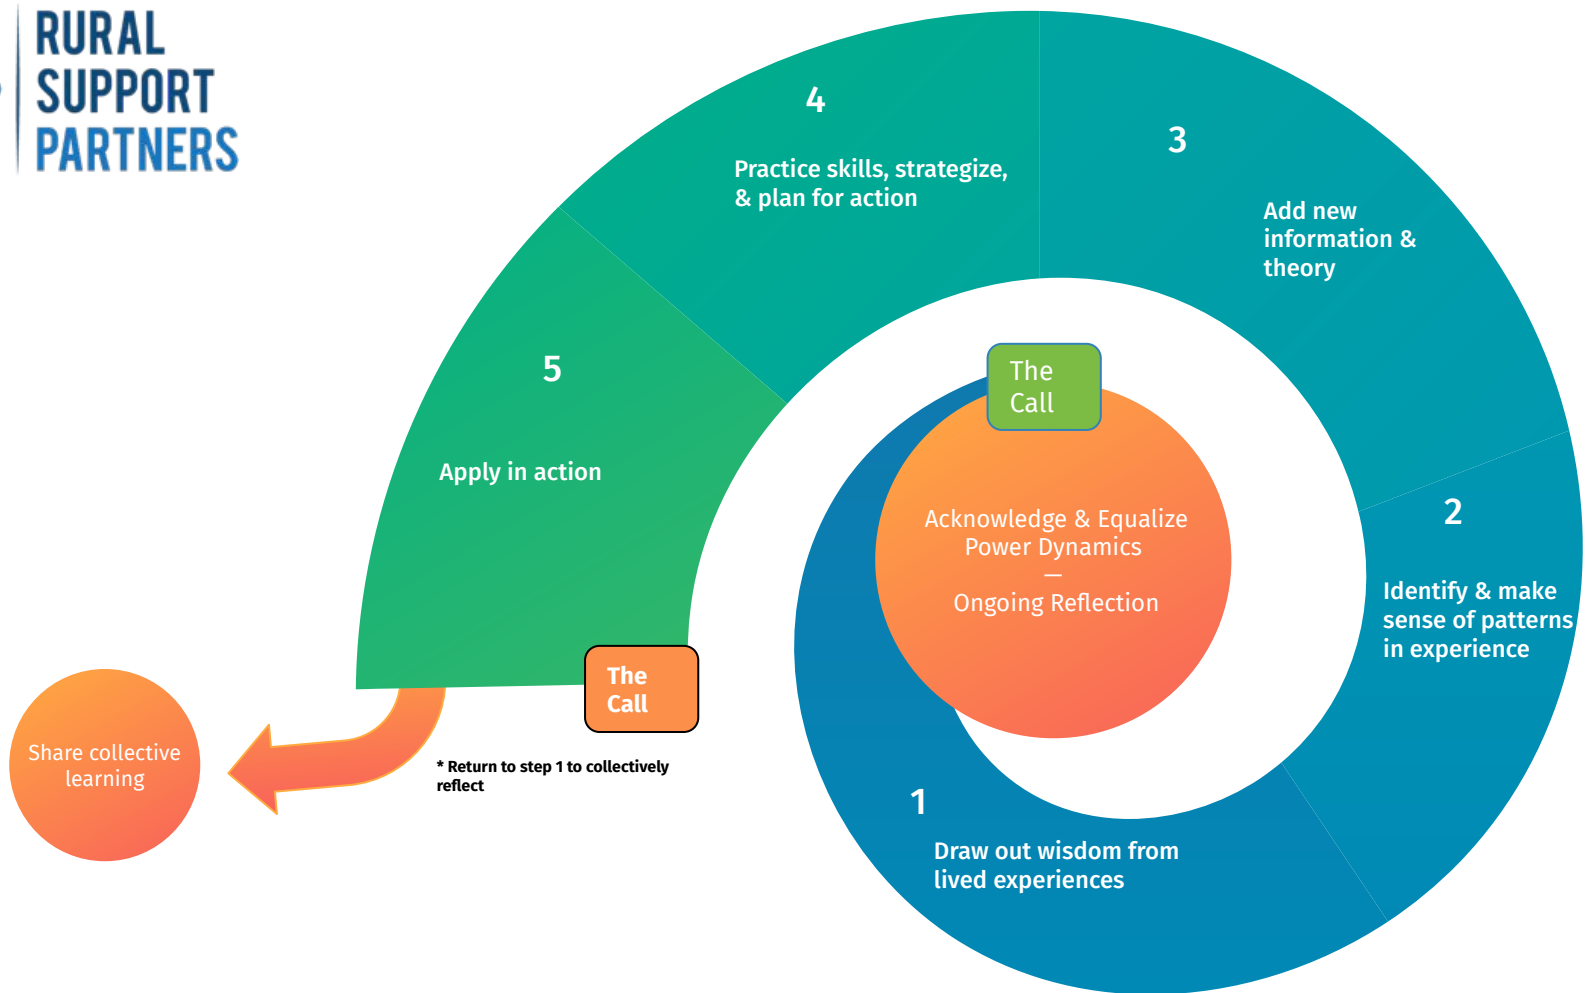 RURAL
SUPPORT
PARTNERS
4
Practice skills, strategize,
& plan for action
3
Add new
information &
theory
5
Apply in action
The
Call
Acknowledge & Equalize
Power Dynamics
—
Ongoing Reflection
2
Identify & make
sense of patterns
in experience
The
Call
Share collective
learning
* Return to step 1 to collectively
reflect
1
Draw out wisdom from
lived experiences